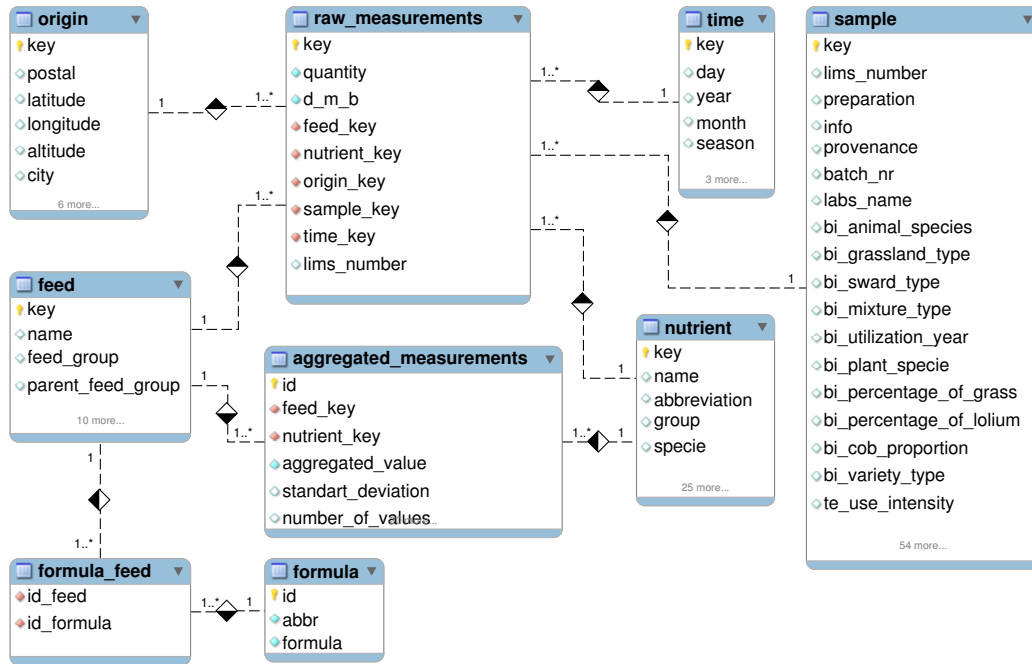 origin
key
postal
latitude
longitude
altitude
city
6 more...
raw_measurements
key
quantity
d_m_b
feed_key
nutrient_key
origin_key
sample_key
time_key
lims_number
time
key
day
year
month
season
3 more...
sample
key
lims_number
preparation
info
provenance
batch_nr
labs_name
bi_animal_species
bi_grassland_type
bi_sward_type
bi_mixture_type
bi_utilization_year
bi_plant_specie
bi_percentage_of_grass
bi_percentage_of_lolium
bi_cob_proportion
bi_variety_type
te_use_intensity
54 more...
1
1..*
1..*
1
1..*
1
1..*
1
1..*
1
feed
key
name
feed_group
parent_feed_group
10 more...
1
1..*
aggregated_measurements
id
feed_key
nutrient_key
aggregated_value
standart_deviation
number_of_values
1..*
1
nutrient
key
name
abbreviation
group
specie
25 more...
1
1..*
formula_feed
id_feed
id_formula
1..*
1
formula
id
abbr
formula